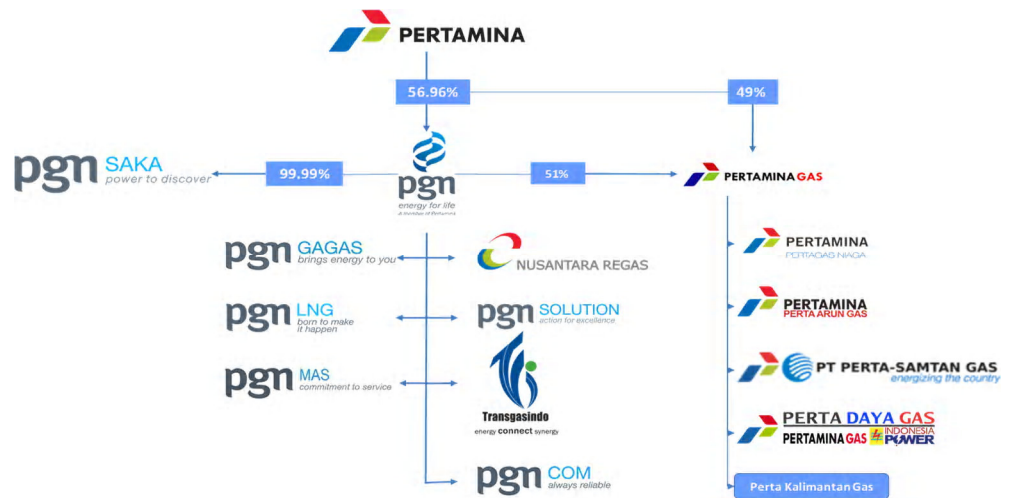 PERTAMINA
56.96%
49%
pgn SAKA
power to discover
99.99%
pgn
energy for life
A member of Pertamina
51%
PERTAMINA GAS
pgn GAGAS
brings energy to you
NUSANTARA REGAS
PERTAMINA
PERTAGAS NIAGA
pgn LNG
born to make
it happen
pgn SOLUTION
action for excellence
PERTAMINA
PERTA ARUN GAS
pgn MAS
commitment to service
Transgasindo
energy connect synergy
PT PERTA-SAMTAN GAS
energizing the country
PERTA DAYA GAS
PERTAMINA GAS INDONESIA
POWER
pgn COM
always reliable
Perta Kalimantan Gas